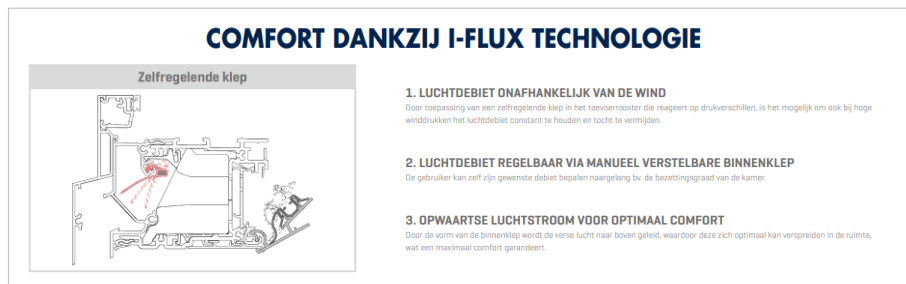 COMFORT DANKZIJ I-FLUX TECHNOLOGIE
Zelfregelende klep
1. LUCHTDEBIET ONAFHANKELIJK VAN DE WIND
Door toepassing van een zelfregelende klep in het toevoerrooster die reageert op drukverschillen, is het mogelijk om ook bij hoge
winddrukken het luchtdebiet constant te houden en tocht te vermijden.
2. LUCHTDEBIET REGELBAAR VIA MANUEEL VERSTELBARE BINNENKLEP
De gebruiker kan zelf zijn gewenste debiet bepalen naargelang bv. de bezettingsgraad van de kamer.
3. OPWAARTSE LUCHTSTROOM VOOR OPTIMAAL COMFORT
Door de vorm van de binnenklep wordt de verse lucht naar boven geleid, waardoor deze zich optimaal kan verspreiden in de ruimte,
wat een maximaal comfort garandeert.